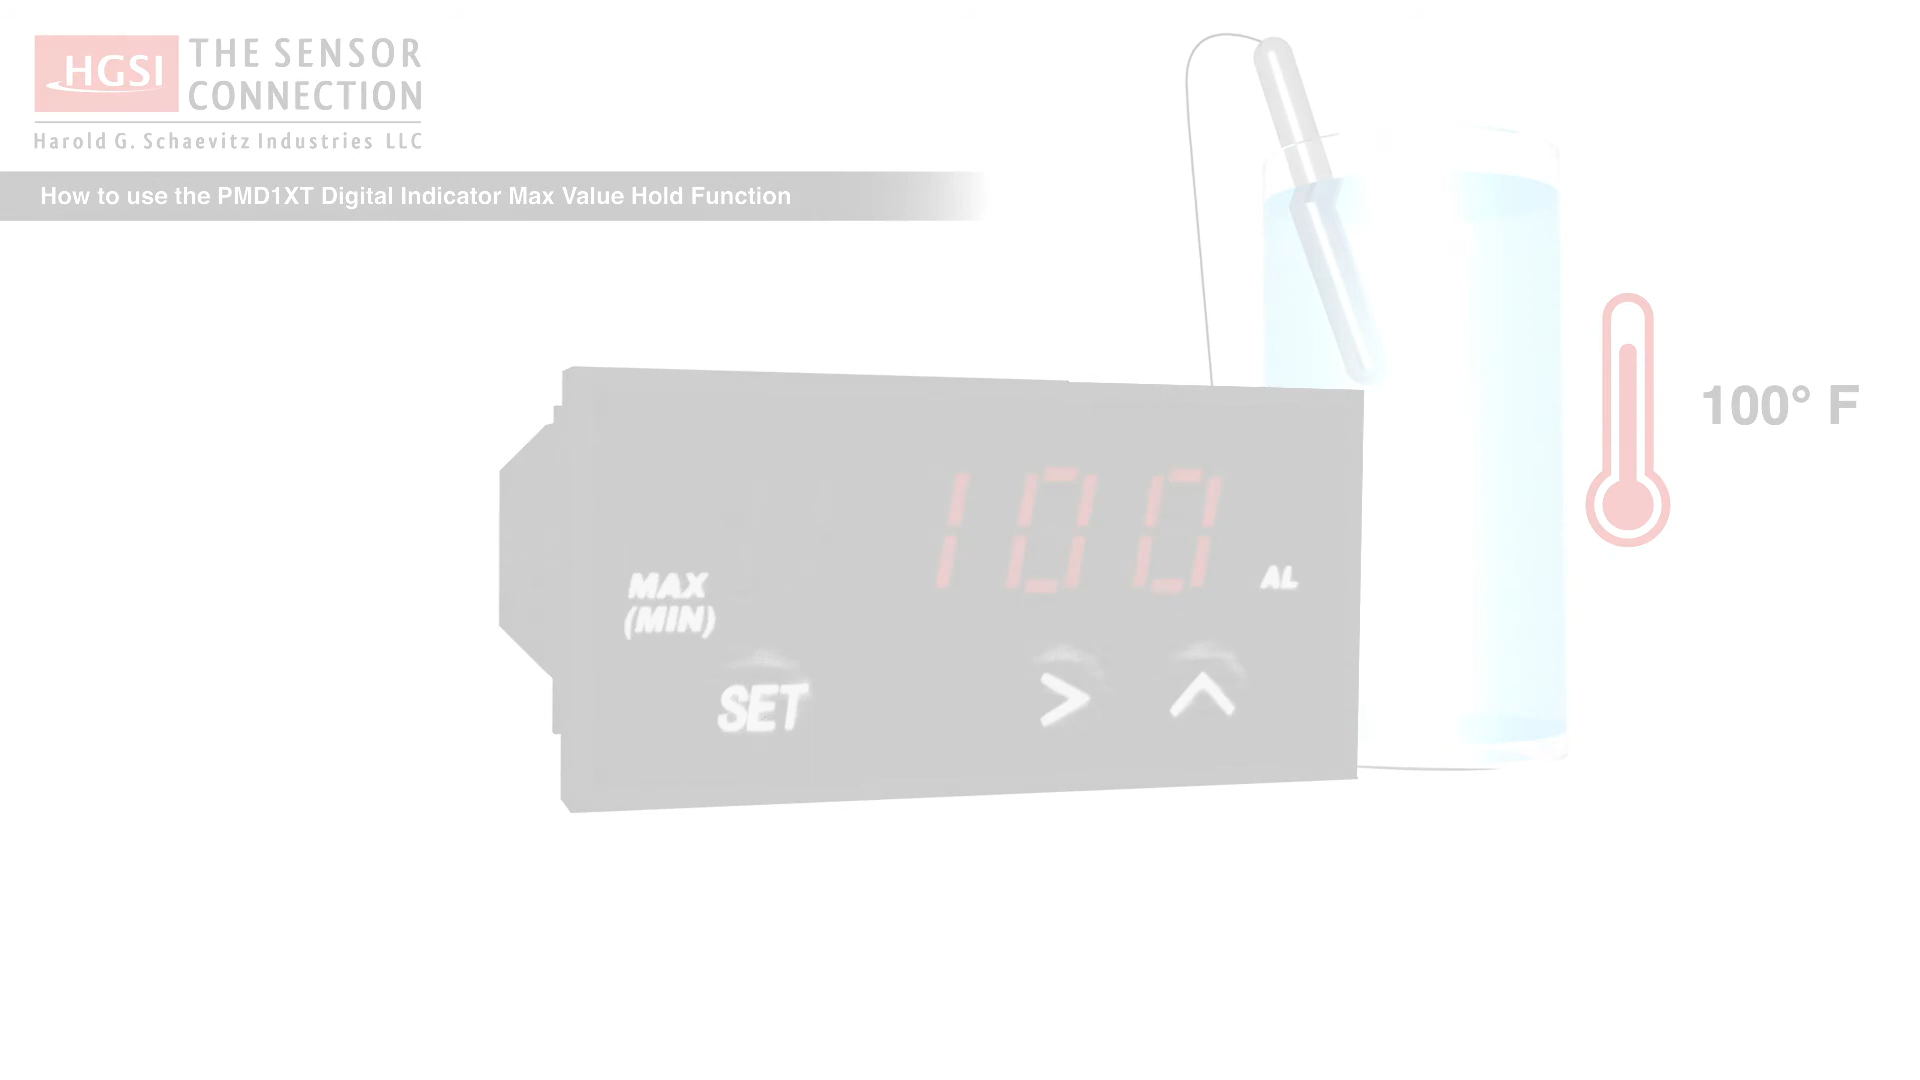 HGSI
THE SENSOR
CONNECTION
Harold G. Schaevitz Industries LLC
How to use the PMD1XT Digital Indicator Max Value Hold Function
100° F
100
MAX
(MIN)
AL
SET